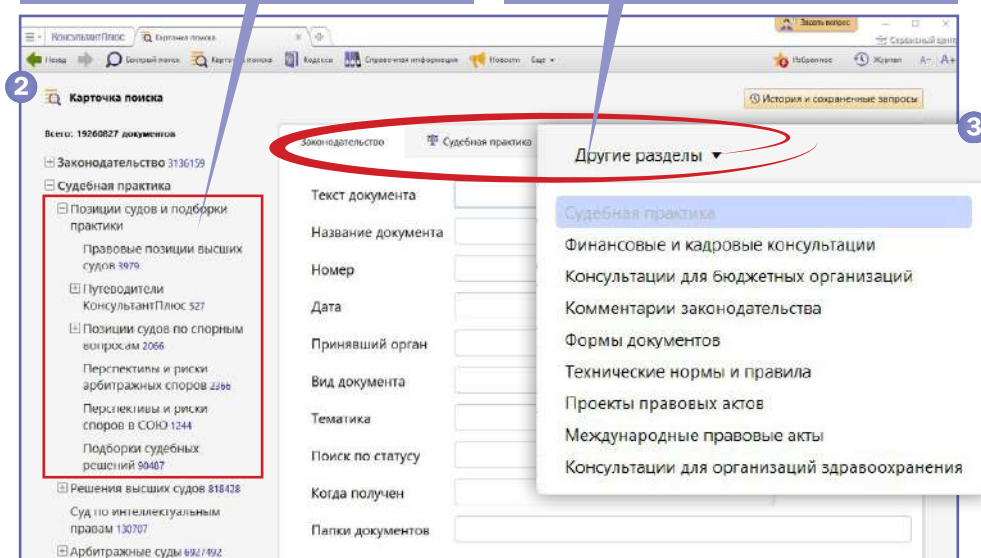 Задать вопрос
КонсультантПлюс
Карточка поиска
Сервисный центр
Назад
Быстрый поиск
Карточка поиска
Кодексы
Справочная информация
Новости
Еще
Избранное
Журнал
A-
A+
2
Карточка поиска
История и сохраненные запросы
Всего: 19260827 документов
Законодательство 3136159
Судебная практика
Позиции судов и подборки
практики
Правовые позиции высших
судов 3979
Путеводители
КонсультантПлюс 527
Позиции судов по спорным
вопросам 2066
Перспективы и риски
арбитражных споров 2366
Перспективы и риски
споров в СОЮ 1244
Подборки судебных
решений 90487
Решения высших судов 818428
Суд по интеллектуальным
правам 130707
Арбитражные суды 6927492
Законодательство
Судебная практика
Текст документа
Название документа
Номер
Дата
Принявший орган
Вид документа
Тематика
Поиск по статусу
Когда получен
Папки документов
3
Другие разделы
Судебная практика
Финансовые и кадровые консультации
Консультации для бюджетных организаций
Комментарии законодательства
Формы документов
Технические нормы и правила
Проекты правовых актов
Международные правовые акты
Консультации для организаций здравоохранения